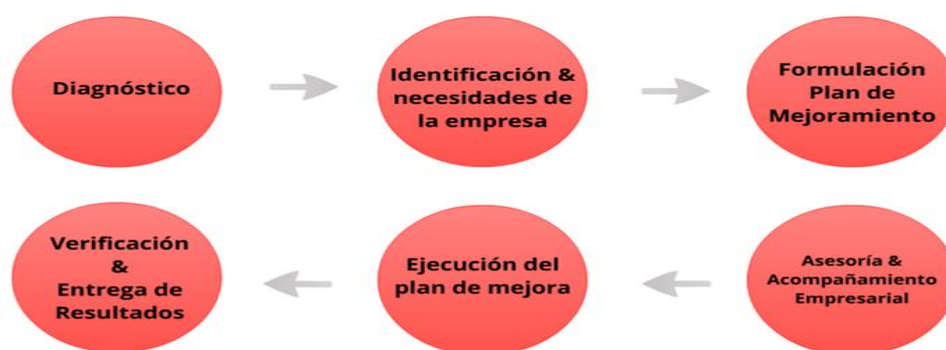 Diagnóstico
Identificación &
necesidades de
la empresa
Formulación
Plan de
Mejoramiento
Asesoría &
Acompañamiento
Empresarial
Ejecución del
plan de mejora
Verificación
&
Entrega de
Resultados